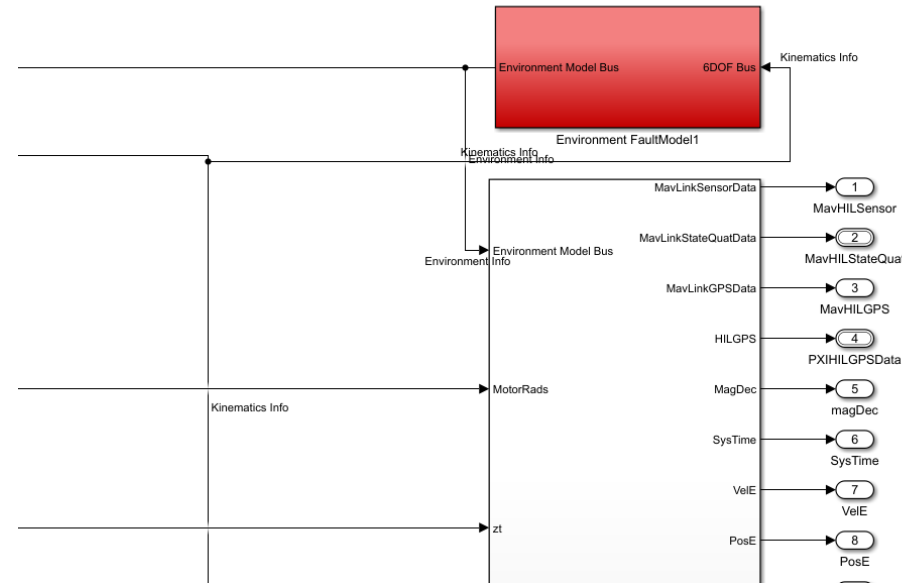 Kinematics Info
Environment Model Bus
6DOF Bus
Environment FaultModel1
Kinematics Info
Environment Info
MavLinkSensorData
1
MavHILSensor
MavLinkStateQuatData
2
Environment Model Bus
Environment Info
MavHILStateQuat
MavLinkGPSData
3
MavHILGPS
HILGPS
4
PXIHILGPSData
MotorRads
MagDec
5
Kinematics Info
magDec
SysTime
6
SysTime
VelE
7
VelE
zt
PosE
8
PosE